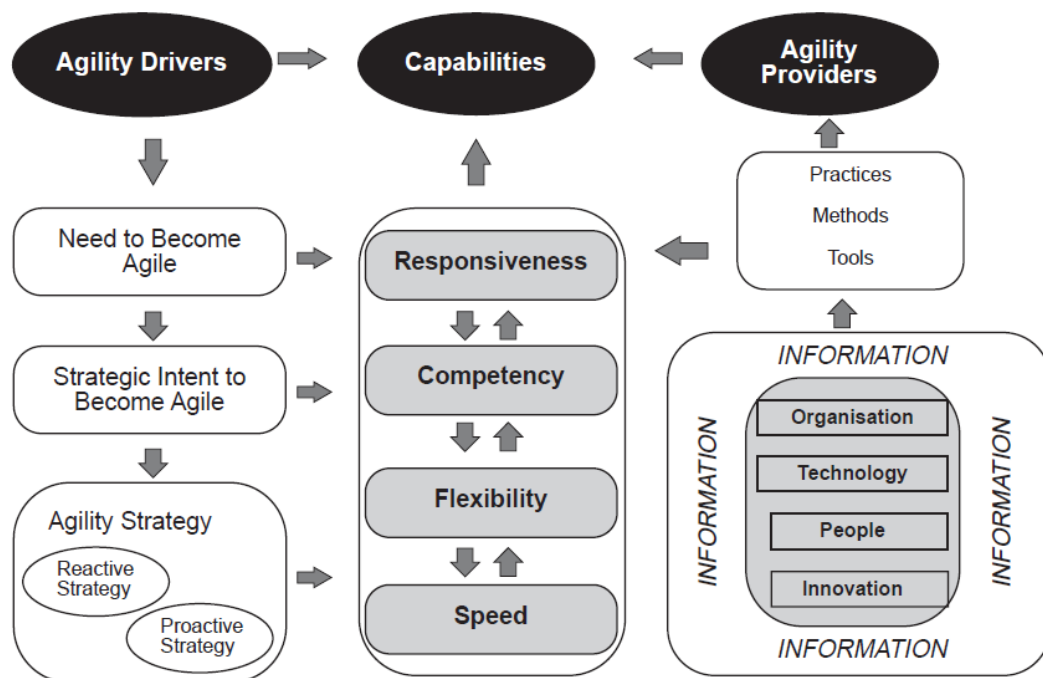 Agility Drivers
Capabilities
Agility
Providers
Need to Become
Agile
Strategic Intent to
Become Agile
Agility Strategy
Reactive
Strategy
Proactive
Strategy
Responsiveness
Competency
Flexibility
Speed
Practices
Methods
Tools
INFORMATION
INFORMATION
Organisation
Technology
People
Innovation
INFORMATION
INFORMATION